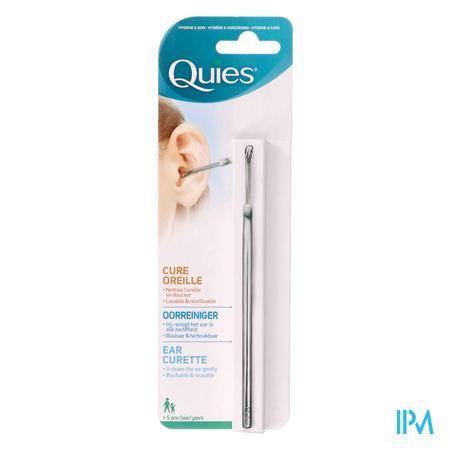 HYGIÈNE & SOIN - HYGIËNE & VERZORGING - HYGIENE & CARE
Quies®
CURE
OREILLE
• Nettoie l'oreille
en douceur
• Lavable & réutilisable
OORREINIGER
• Hij reinigt het oor in
alle zachtheid
• Wasbaar & herbruikbaar
EAR
CURETTE
• It cleans the ear gently
• Washable & reusable
> 5 ans/jaar/years
IPM